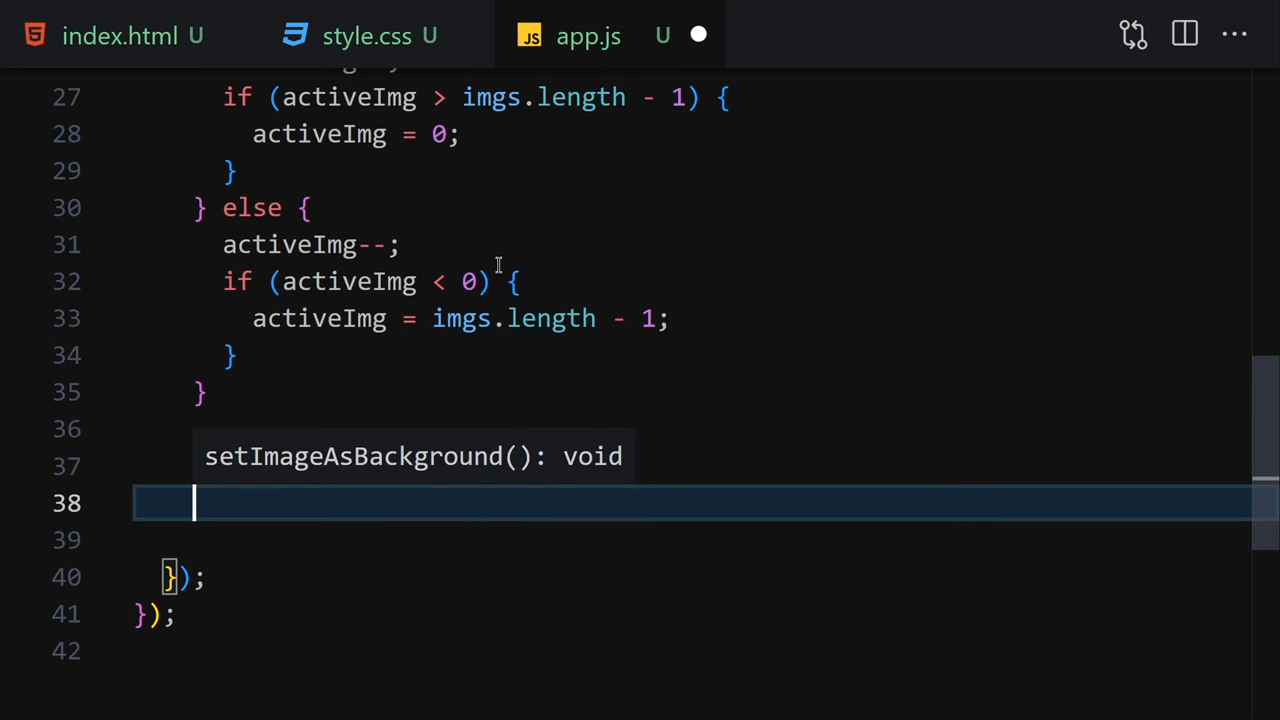 index.html U style.css U JS app.js U
27 if (activeImg > imgs.length - 1) {
28 activeImg = 0;
29 }
30 } else {
31 activeImg--;
32 if (activeImg < 0) {
33 activeImg = imgs.length - 1;
34 }
35 }
36
setImageAsBackground(): void
37
38
39
40 });
41 });
42